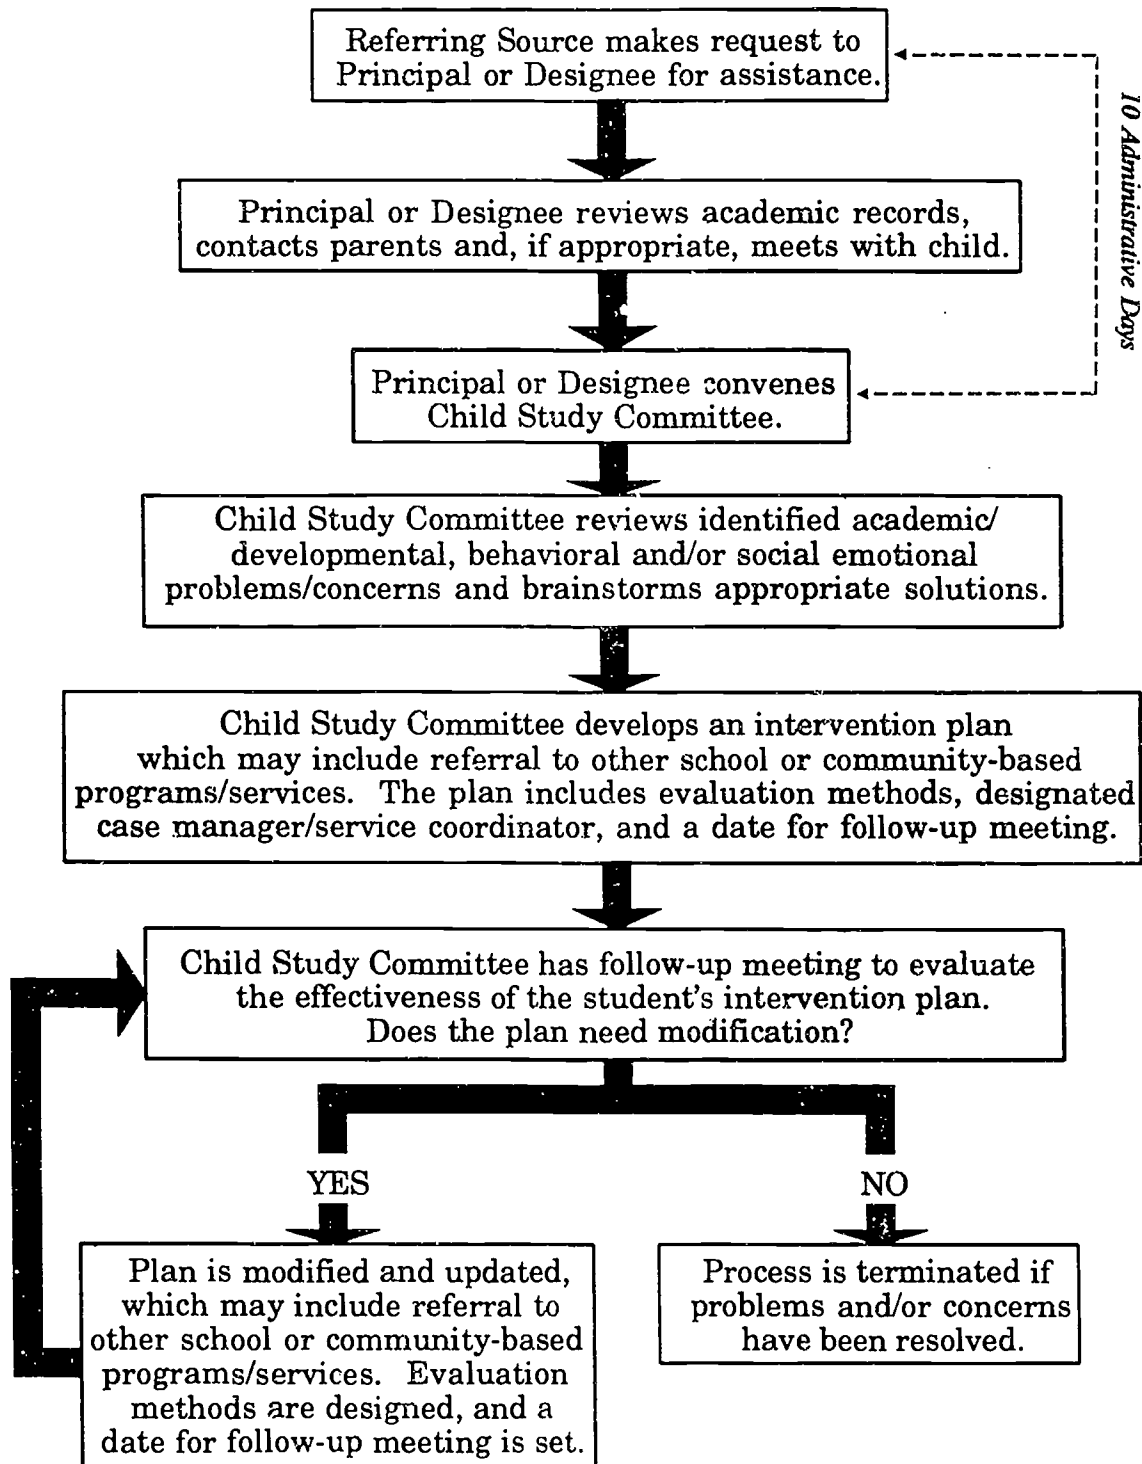 Referring Source makes request to
Principal or Designee for assistance.
10 Administrative Days
Principal or Designee reviews academic records,
contacts parents and, if appropriate, meets with child.
Principal or Designee convenes
Child Study Committee.
Child Study Committee reviews identified academic/
developmental, behavioral and/or social emotional
problems/concerns and brainstorms appropriate solutions.
Child Study Committee develops an intervention plan
which may include referral to other school or community-based
programs/services. The plan includes evaluation methods, designated
case manager/service coordinator, and a date for follow-up meeting.
Child Study Committee has follow-up meeting to evaluate
the effectiveness of the student's intervention plan.
Does the plan need modification?
YES
NO
Plan is modified and updated,
which may include referral to
other school or community-based
programs/services. Evaluation
methods are designed, and a
date for follow-up meeting is set.
Process is terminated if
problems and/or concerns
have been resolved.